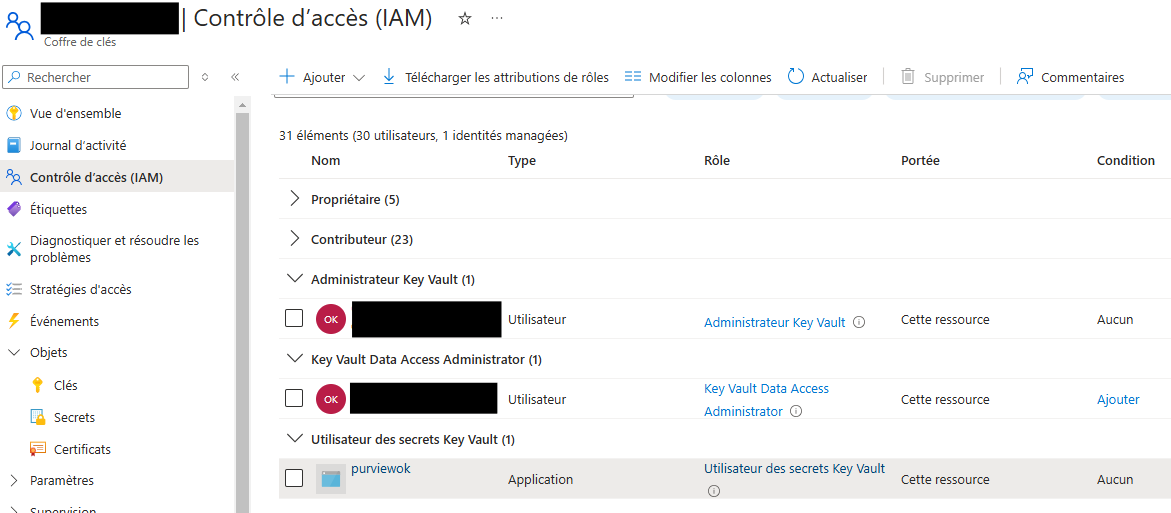 | Contrôle d'accès (IAM)
Coffre de clés
Rechercher
Ajouter
Télécharger les attributions de rôles
Modifier les colonnes
Actualiser
Supprimer
Commentaires
Vue d'ensemble
Journal d'activité
Contrôle d'accès (IAM)
Étiquettes
Diagnostiquer et résoudre les
problèmes
Stratégies d'accès
Événements
Objets
Clés
Secrets
Certificats
Paramètres
Supervision
31 éléments (30 utilisateurs, 1 identités managées)
Nom Type Rôle Portée Condition
Propriétaire (5)
Contributeur (23)
Administrateur Key Vault (1)
OK Utilisateur Administrateur Key Vault Cette ressource Aucun
Key Vault Data Access Administrator (1)
OK Utilisateur Key Vault Data Access Cette ressource Ajouter
Administrator
Utilisateur des secrets Key Vault (1)
purviewok Application Utilisateur des secrets Key Vault Cette ressource Aucun